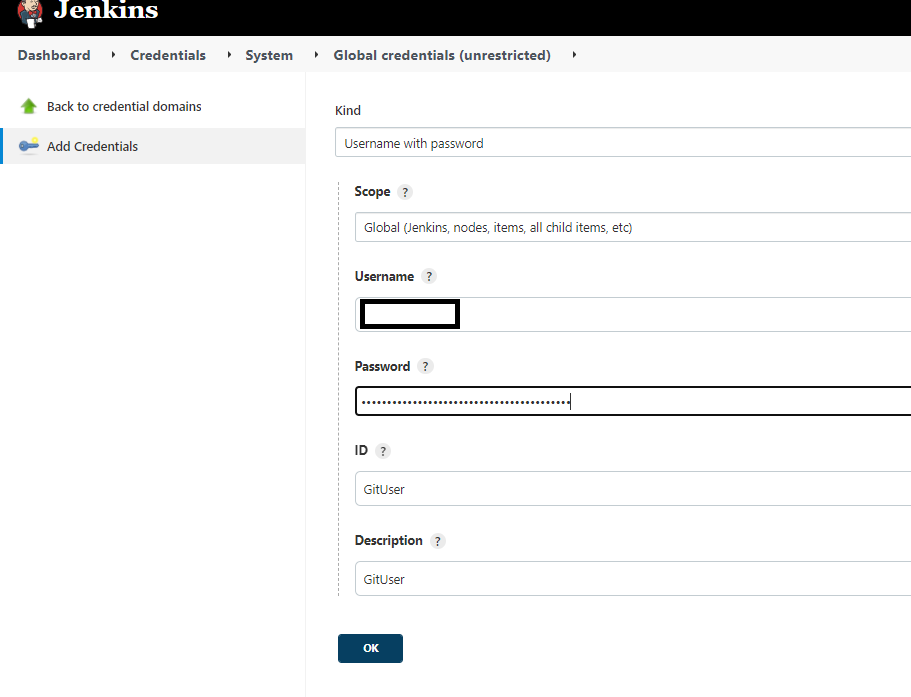 Jenkins
Dashboard Credentials System Global credentials (unrestricted)
Back to credential domains
Add Credentials
Kind
Username with password
Scope ?
Global (Jenkins, nodes, items, all child items, etc)
Username ?
Password ?
•••••••••••••••••••••••••••••••••••••••••
ID ?
GitUser
Description ?
GitUser
OK